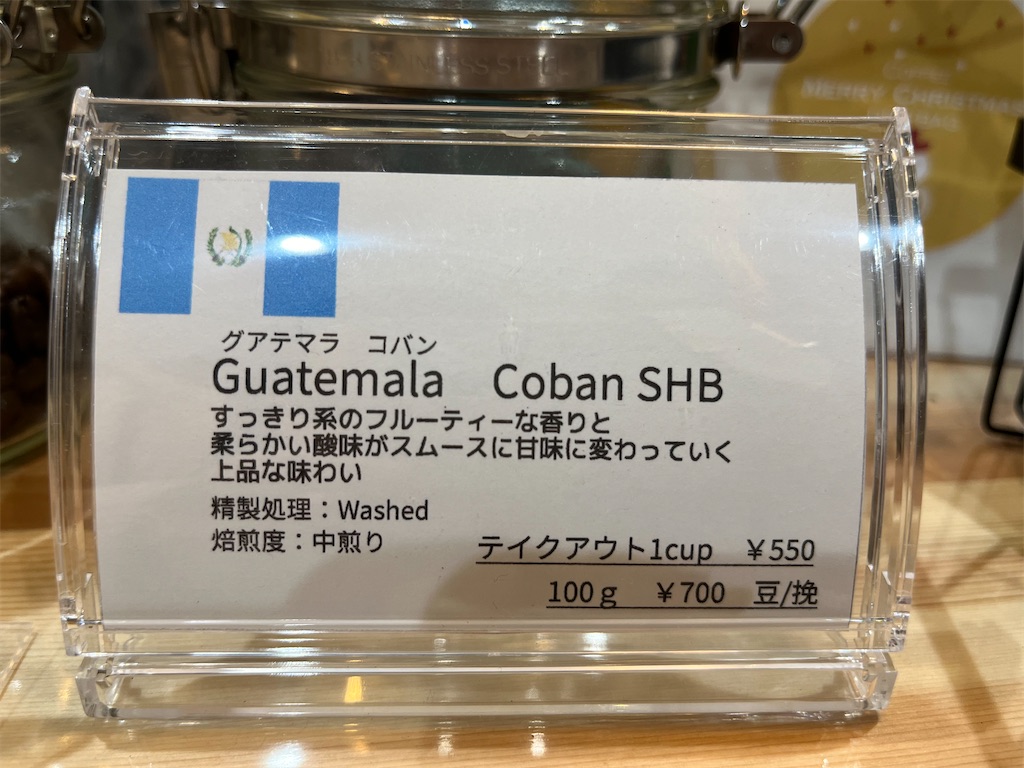 MERRY CHRISTMAS
グアテマラ　コバン
Guatemala　Coban SHB
すっきり系のフルーティーな香りと
柔らかい酸味がスムースに甘味に変わっていく
上品な味わい
精製処理：Washed
焙煎度：中煎り
テイクアウト1cup　￥550
100ｇ　￥700　豆/挽